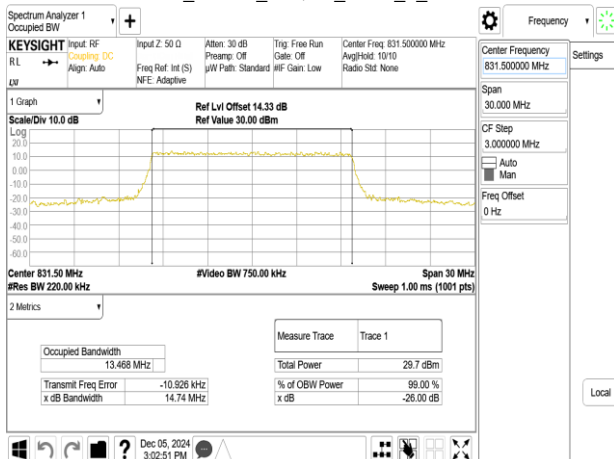 Spectrum Analyzer 1
Occupied BW
Frequency
KEYSIGHT
RL
LXI
Input: RF
Coupling: DC
Align: Auto
Input Z: 50 Ω
Freq Ref: Int (S)
NFE: Adaptive
Atten: 30 dB
Preamp: Off
µW Path: Standard
Trig: Free Run
Gate: Off
#IF Gain: Low
Center Freq: 831.500000 MHz
Avg|Hold: 10/10
Radio Std: None
Center Frequency
831.500000 MHz
Settings
Span
30.000 MHz
CF Step
3.000000 MHz
Auto
Man
Freq Offset
0 Hz
Local
1 Graph
Scale/Div 10.0 dB
Ref Lvl Offset 14.33 dB
Ref Value 30.00 dBm
Log
20.0
10.0
0.00
-10.0
-20.0
-30.0
-40.0
-50.0
-60.0
Center 831.50 MHz
#Res BW 220.00 kHz
#Video BW 750.00 kHz
Span 30 MHz
Sweep 1.00 ms (1001 pts)
2 Metrics
Occupied Bandwidth
13.468 MHz
Transmit Freq Error -10.926 kHz
x dB Bandwidth 14.74 MHz
Measure Trace Trace 1
Total Power 29.7 dBm
% of OBW Power 99.00 %
x dB -26.00 dB
?
Dec 05, 2024
3:02:51 PM